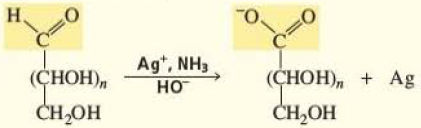 H O ⁻O O
C C
(CHOH)n Ag⁺, NH₃ (CHOH)n + Ag
HO⁻
CH₂OH CH₂OH